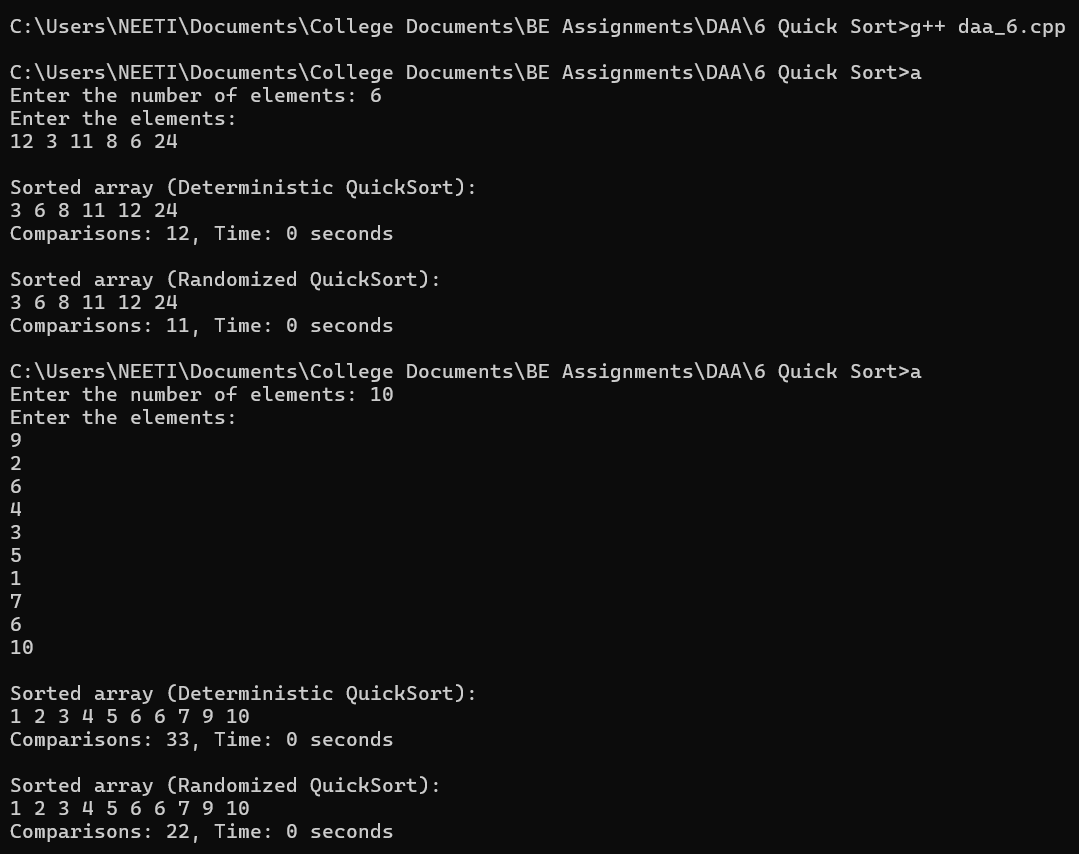 C:\Users\NEETI\Documents\College Documents\BE Assignments\DAA\6 Quick Sort>g++ daa_6.cpp
C:\Users\NEETI\Documents\College Documents\BE Assignments\DAA\6 Quick Sort>a
Enter the number of elements: 6
Enter the elements:
12 3 11 8 6 24
Sorted array (Deterministic QuickSort):
3 6 8 11 12 24
Comparisons: 12, Time: 0 seconds
Sorted array (Randomized QuickSort):
3 6 8 11 12 24
Comparisons: 11, Time: 0 seconds
C:\Users\NEETI\Documents\College Documents\BE Assignments\DAA\6 Quick Sort>a
Enter the number of elements: 10
Enter the elements:
9
2
6
4
3
5
1
7
6
10
Sorted array (Deterministic QuickSort):
1 2 3 4 5 6 6 7 9 10
Comparisons: 33, Time: 0 seconds
Sorted array (Randomized QuickSort):
1 2 3 4 5 6 6 7 9 10
Comparisons: 22, Time: 0 seconds